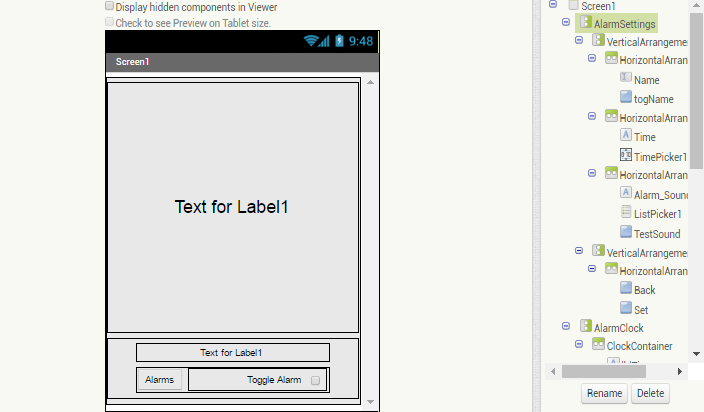 Display hidden components in Viewer
Check to see Preview on Tablet size.
9:48
Screen1
Text for Label1
Text for Label1
Alarms
Toggle Alarm
Screen1
AlarmSettings
VerticalArrangeme
HorizontalArran
Name
togName
HorizontalArran
Time
TimePicker1
HorizontalArran
Alarm_Sound
ListPicker1
TestSound
VerticalArrangeme
HorizontalArran
Back
Set
AlarmClock
ClockContainer
Rename Delete